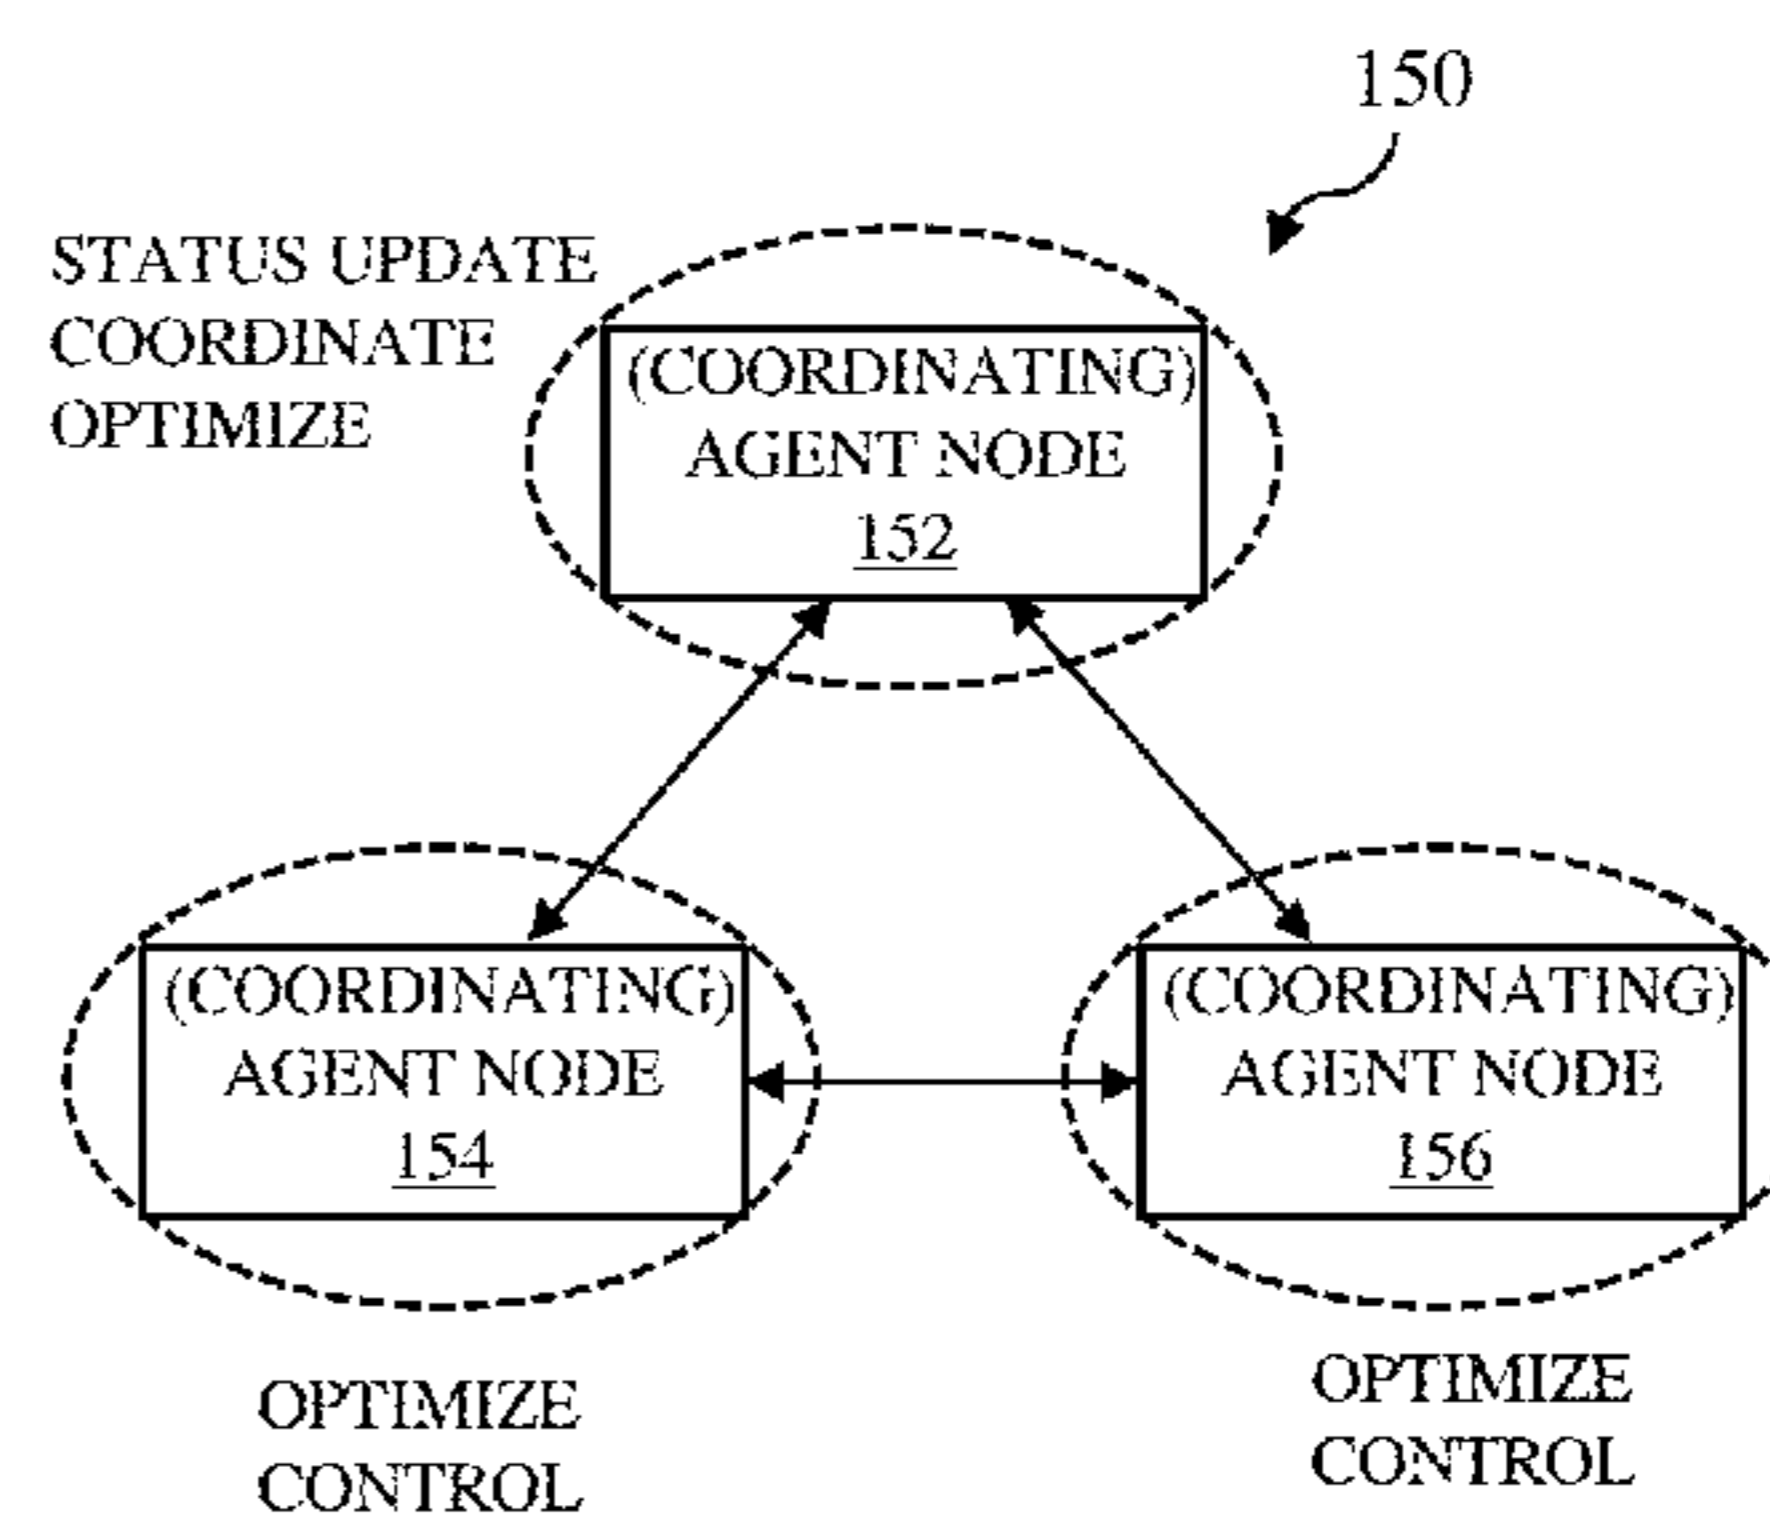 150
STATUS UPDATE
COORDINATE
OPTIMIZE
(COORDINATING)
AGENT NODE
152
(COORDINATING)
AGENT NODE
154
(COORDINATING)
AGENT NODE
156
OPTIMIZE
CONTROL
OPTIMIZE
CONTROL